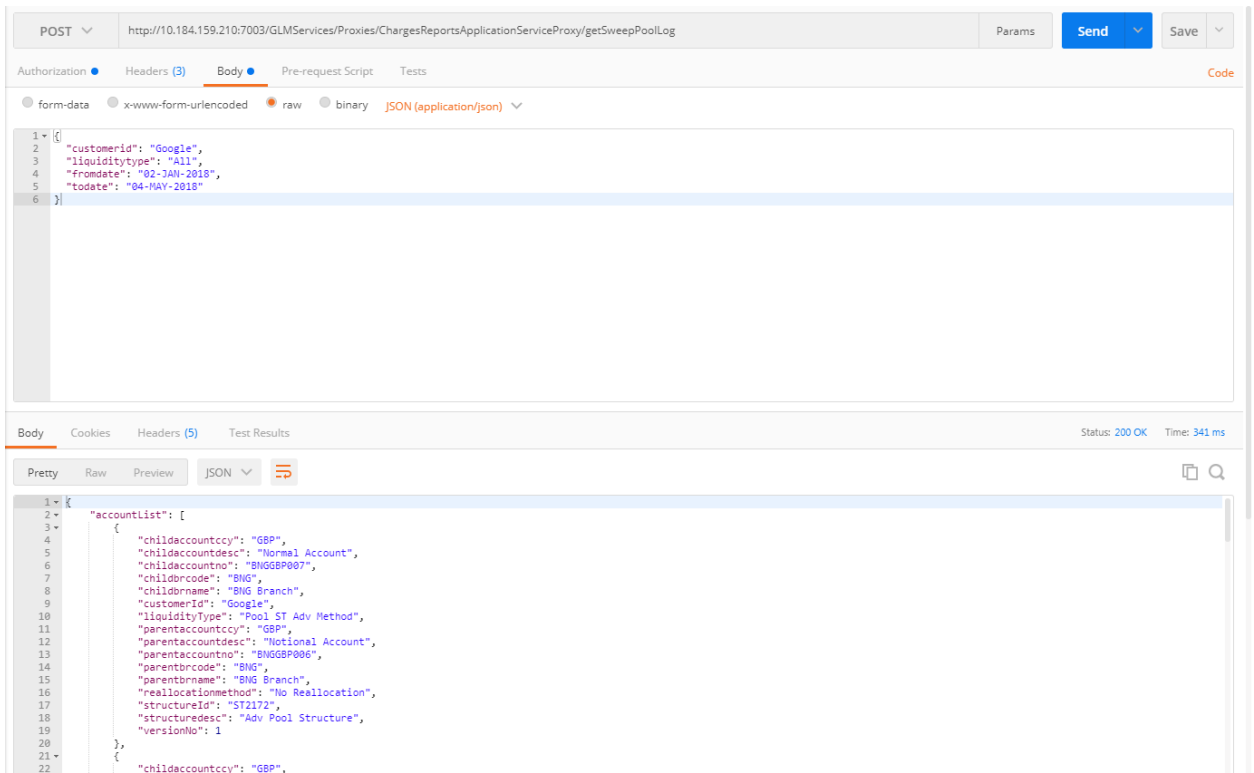 POST http://10.184.159.210:7003/GLMServices/Proxies/ChargesReportsApplicationServiceProxy/getSweepPoolLog Params Send Save
Authorization Headers (3) Body Pre-request Script Tests Code
form-data x-www-form-urlencoded raw binary JSON (application/json)
1 {
2 "customerid": "Google",
3 "liquiditytype": "All",
4 "fromdate": "02-JAN-2018",
5 "todate": "04-MAY-2018"
6 }
Body Cookies Headers (5) Test Results Status: 200 OK Time: 341 ms
Pretty Raw Preview JSON
1 {
2 "accountList": [
3 {
4 "childaccountccy": "GBP",
5 "childaccountdesc": "Normal Account",
6 "childaccountno": "BNGGBP007",
7 "childbrcode": "BNG",
8 "childbrname": "BNG Branch",
9 "customerId": "Google",
10 "liquidityType": "Pool ST Adv Method",
11 "parentaccountccy": "GBP",
12 "parentaccountdesc": "Notional Account",
13 "parentaccountno": "BNGGBP006",
14 "parentbrcode": "BNG",
15 "parentbrname": "BNG Branch",
16 "reallocationmethod": "No Reallocation",
17 "structureId": "ST2172",
18 "structuredesc": "Adv Pool Structure",
19 "versionNo": 1
20 },
21 {
22 "childaccountccy": "GBP",